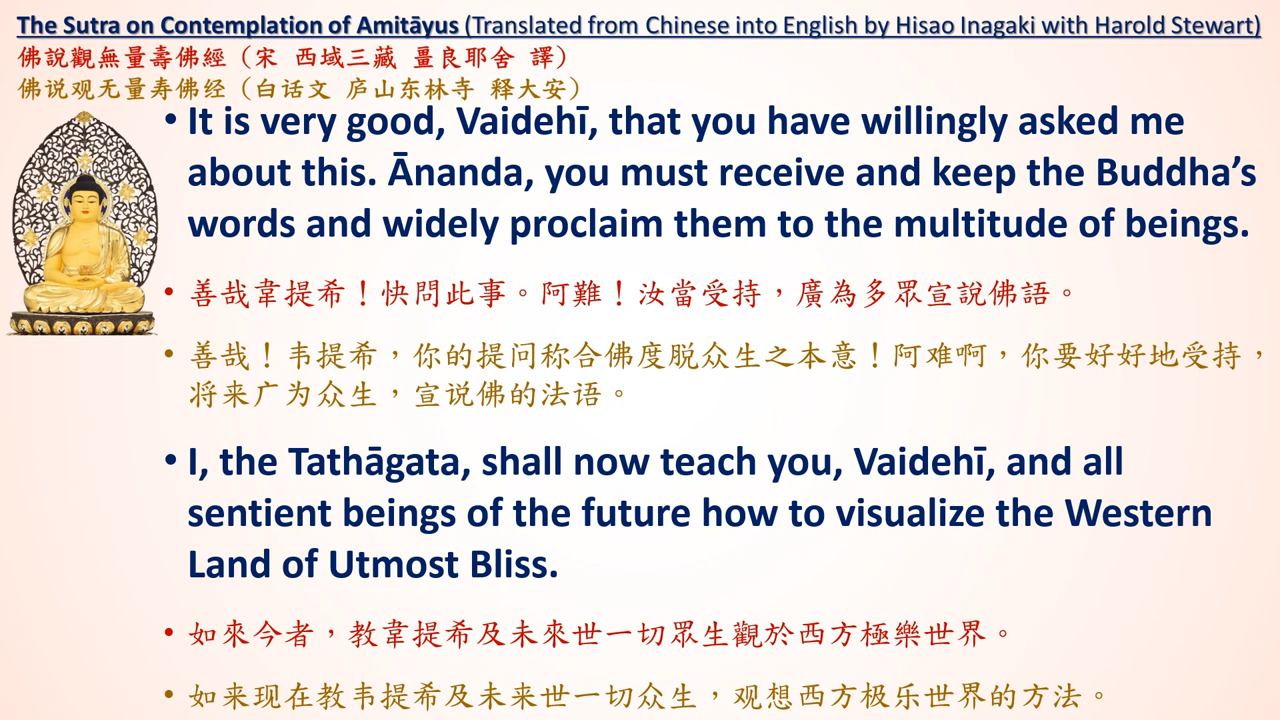 The Sutra on Contemplation of Amitāyus (Translated from Chinese into English by Hisao Inagaki with Harold Stewart)
佛說觀無量壽佛經（宋 西域三藏 畺良耶舍 譯）
佛说观无量寿佛经（白话文 庐山东林寺 释大安）
• It is very good, Vaidehī, that you have willingly asked me
about this. Ānanda, you must receive and keep the Buddha’s
words and widely proclaim them to the multitude of beings.
• 善哉韋提希！快問此事。阿難！汝當受持，廣為多眾宣說佛語。
• 善哉！韦提希，你的提问称合佛度脱众生之本意！阿难啊，你要好好地受持，
将来广为众生，宣说佛的法语。
• I, the Tathāgata, shall now teach you, Vaidehī, and all
sentient beings of the future how to visualize the Western
Land of Utmost Bliss.
• 如來今者，教韋提希及未來世一切眾生觀於西方極樂世界。
• 如来现在教韦提希及未来世一切众生，观想西方极乐世界的方法。